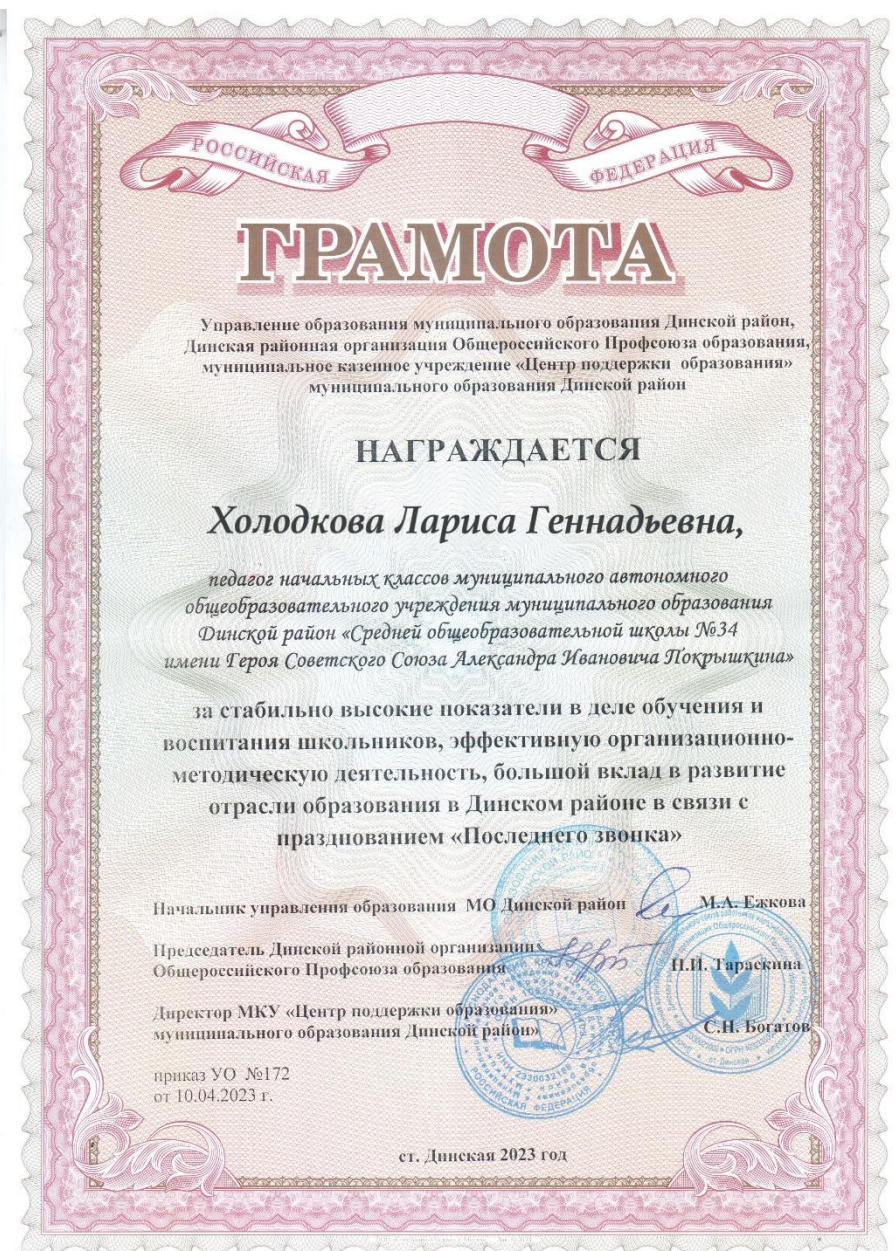 РОССИЙСКАЯ ФЕДЕРАЦИЯ
ГРАМОТА
Управление образования муниципального образования Динской район,
Динская районная организация Общероссийского Профсоюза образования,
муниципальное казенное учреждение «Центр поддержки образования»
муниципального образования Динской район
НАГРАЖДАЕТСЯ
Холодкова Лариса Геннадьевна,
педагог начальных классов муниципального автономного
общеобразовательного учреждения муниципального образования
Динской район «Средней общеобразовательной школы №34
имени Героя Советского Союза Александра Ивановича Покрышкина»
за стабильно высокие показатели в деле обучения и
воспитания школьников, эффективную организационно-
методическую деятельность, большой вклад в развитие
отрасли образования в Динском районе в связи с
празднованием «Последнего звонка»
Начальник управления образования МО Динской район М.А. Ежкова
Председатель Динской районной организации
Общероссийского Профсоюза образования Н.И. Тараскина
Директор МКУ «Центр поддержки образования»
муниципального образования Динской район» С.Н. Богатов
РОССИЙСКАЯ ФЕДЕРАЦИЯ
приказ УО №172
от 10.04.2023 г.
ст. Динская 2023 год